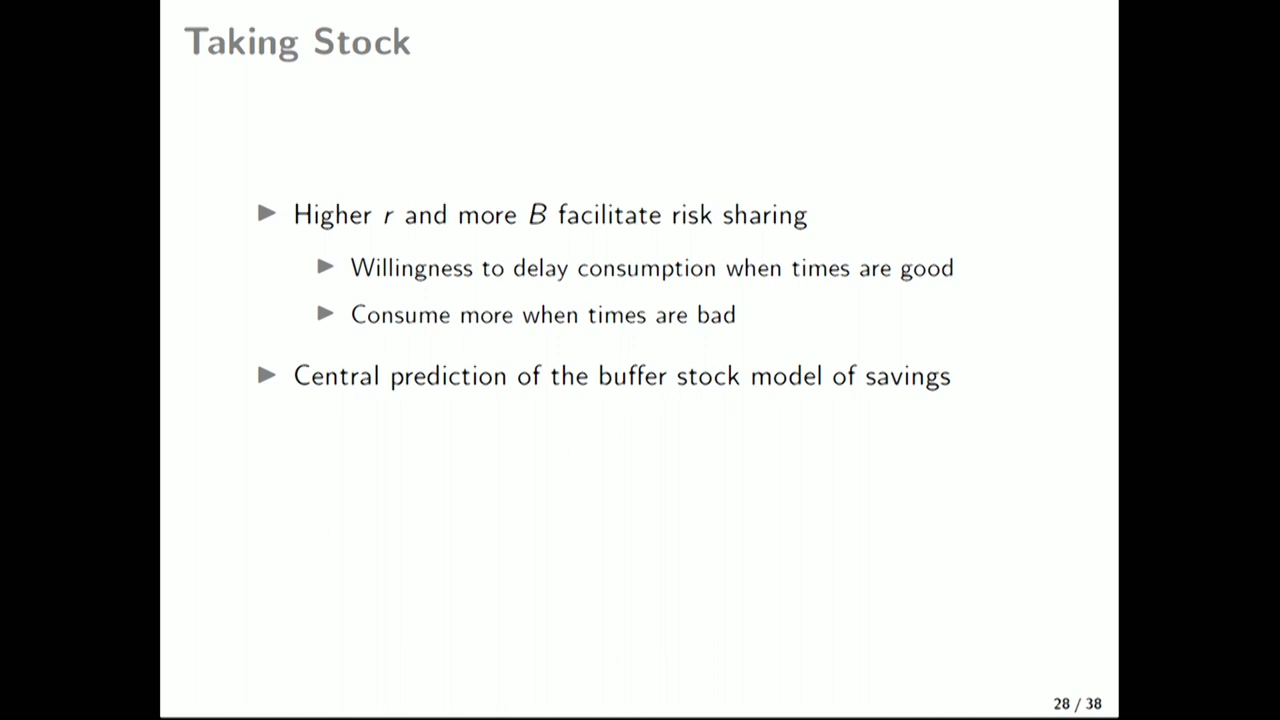 Taking Stock
▶ Higher r and more B facilitate risk sharing
▶ Willingness to delay consumption when times are good
▶ Consume more when times are bad
▶ Central prediction of the buffer stock model of savings
28 / 38